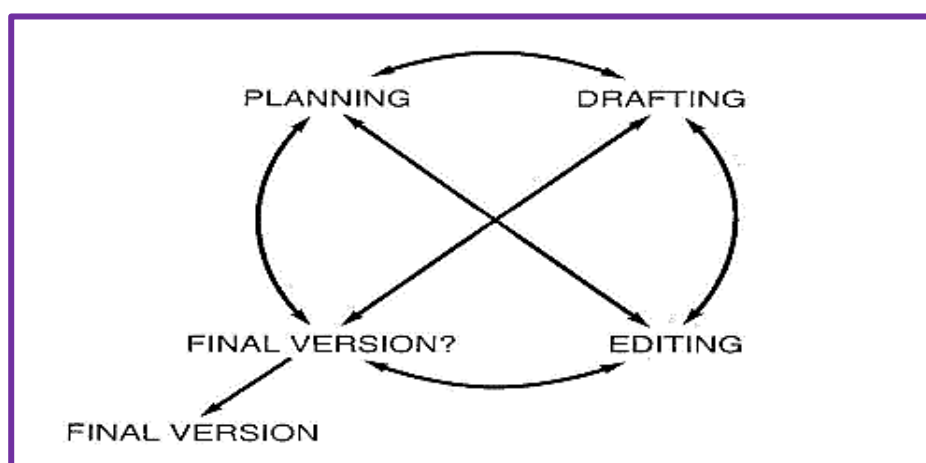 PLANNING
DRAFTING
FINAL VERSION?
EDITING
FINAL VERSION